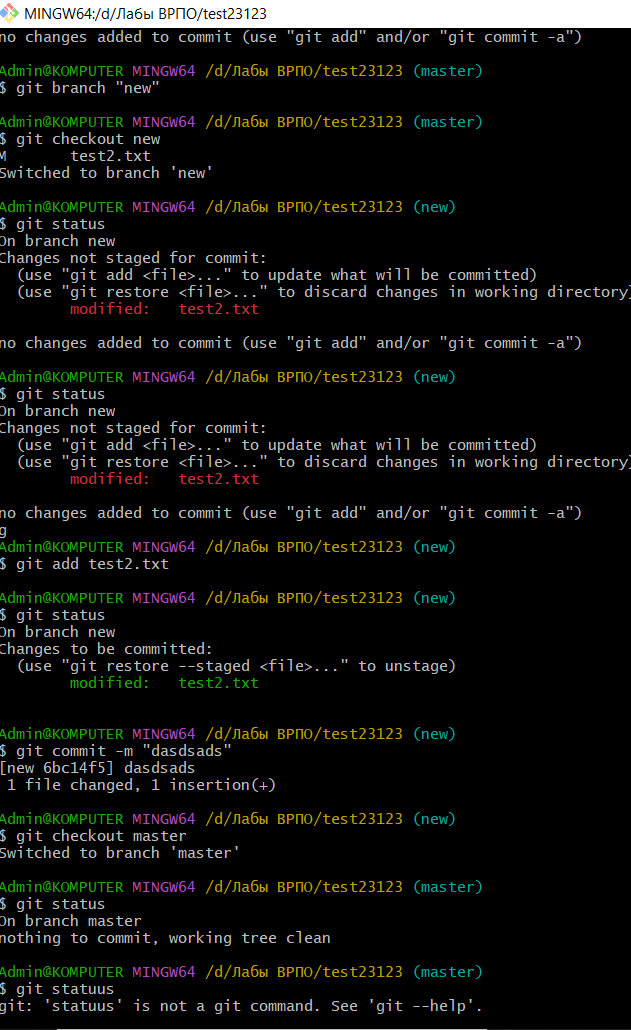 MINGW64:/d/Лабы ВРПО/test23123
no changes added to commit (use "git add" and/or "git commit -a")
Admin@KOMPUTER MINGW64 /d/Лабы ВРПО/test23123 (master)
$ git branch "new"
Admin@KOMPUTER MINGW64 /d/Лабы ВРПО/test23123 (master)
$ git checkout new
M       test2.txt
Switched to branch 'new'
Admin@KOMPUTER MINGW64 /d/Лабы ВРПО/test23123 (new)
$ git status
On branch new
Changes not staged for commit:
  (use "git add <file>..." to update what will be committed)
  (use "git restore <file>..." to discard changes in working directory)
        modified:   test2.txt
no changes added to commit (use "git add" and/or "git commit -a")
Admin@KOMPUTER MINGW64 /d/Лабы ВРПО/test23123 (new)
$ git status
On branch new
Changes not staged for commit:
  (use "git add <file>..." to update what will be committed)
  (use "git restore <file>..." to discard changes in working directory)
        modified:   test2.txt
no changes added to commit (use "git add" and/or "git commit -a")
g
Admin@KOMPUTER MINGW64 /d/Лабы ВРПО/test23123 (new)
$ git add test2.txt
Admin@KOMPUTER MINGW64 /d/Лабы ВРПО/test23123 (new)
$ git status
On branch new
Changes to be committed:
  (use "git restore --staged <file>..." to unstage)
        modified:   test2.txt
Admin@KOMPUTER MINGW64 /d/Лабы ВРПО/test23123 (new)
$ git commit -m "dasdsads"
[new 6bc14f5] dasdsads
 1 file changed, 1 insertion(+)
Admin@KOMPUTER MINGW64 /d/Лабы ВРПО/test23123 (new)
$ git checkout master
Switched to branch 'master'
Admin@KOMPUTER MINGW64 /d/Лабы ВРПО/test23123 (master)
$ git status
On branch master
nothing to commit, working tree clean
Admin@KOMPUTER MINGW64 /d/Лабы ВРПО/test23123 (master)
$ git statuus
git: 'statuus' is not a git command. See 'git --help'.